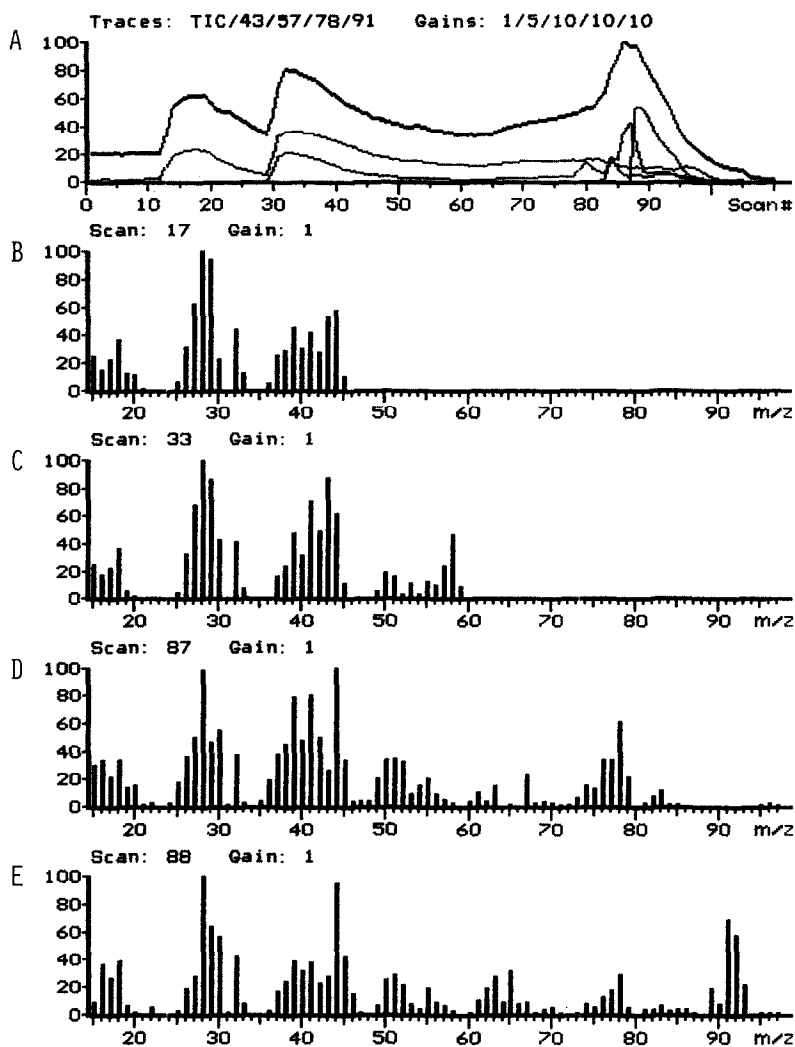 Traces: TIC/43/57/78/91 Gains: 1/5/10/10/10
A
100
80
60
40
20
0
0 10 20 30 40 50 60 70 80 90 Scan#
Scan: 17 Gain: 1
B
100
80
60
40
20
0
20 30 40 50 60 70 80 90 m/z
Scan: 33 Gain: 1
C
100
80
60
40
20
0
20 30 40 50 60 70 80 90 m/z
Scan: 87 Gain: 1
D
100
80
60
40
20
0
20 30 40 50 60 70 80 90 m/z
Scan: 88 Gain: 1
E
100
80
60
40
20
0
20 30 40 50 60 70 80 90 m/z